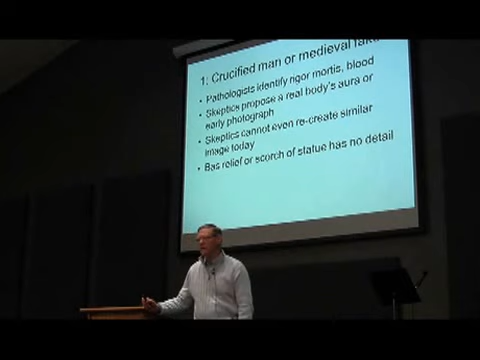 1: Crucified man or medieval fake
• Pathologists identify rigor mortis, blood
• Skeptics propose a real body's aura or
early photograph
• Skeptics cannot even re-create similar
image today
• Bas relief or scorch of statue has no detail